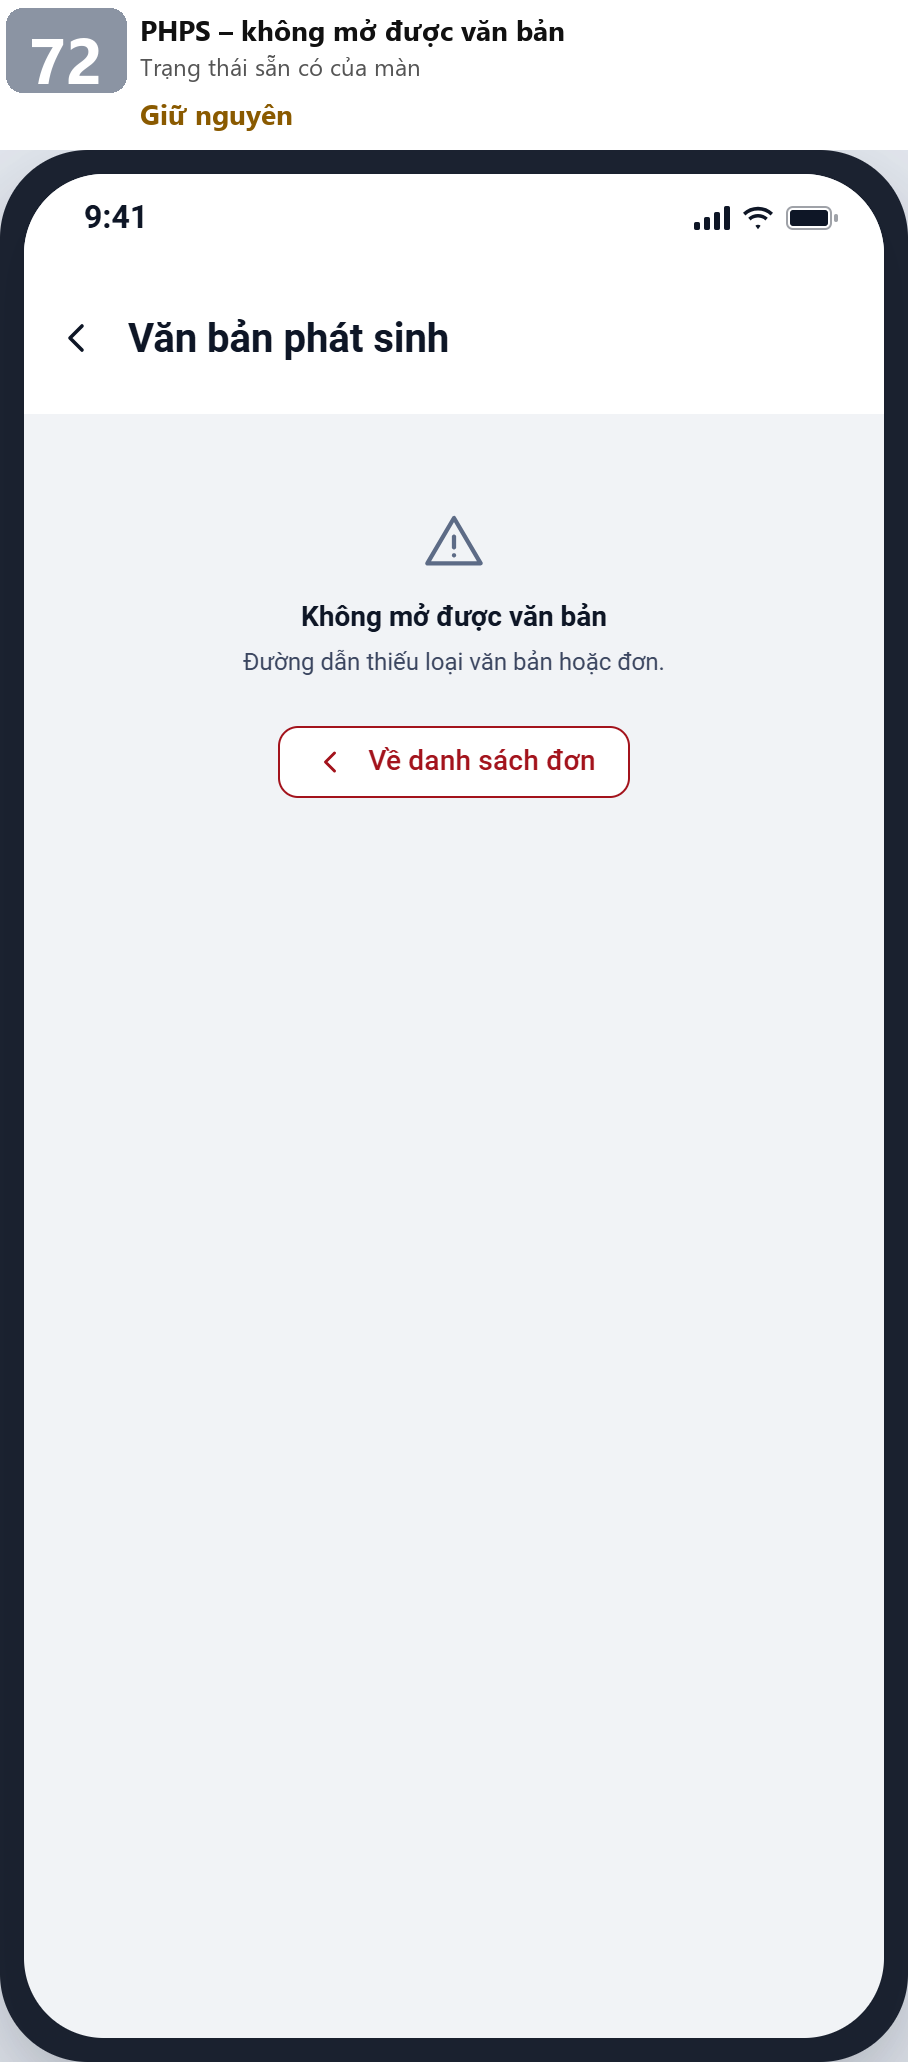 72
PHPS – không mở được văn bản
Trạng thái sẵn có của màn
Giữ nguyên
9:41
Văn bản phát sinh
Không mở được văn bản
Đường dẫn thiếu loại văn bản hoặc đơn.
Về danh sách đơn